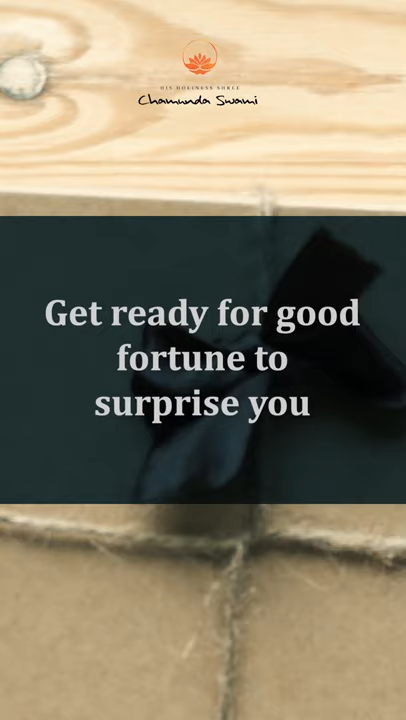 HIS HOLINESS SHREE
Chamunda Swami
Get ready for good
fortune to
surprise you